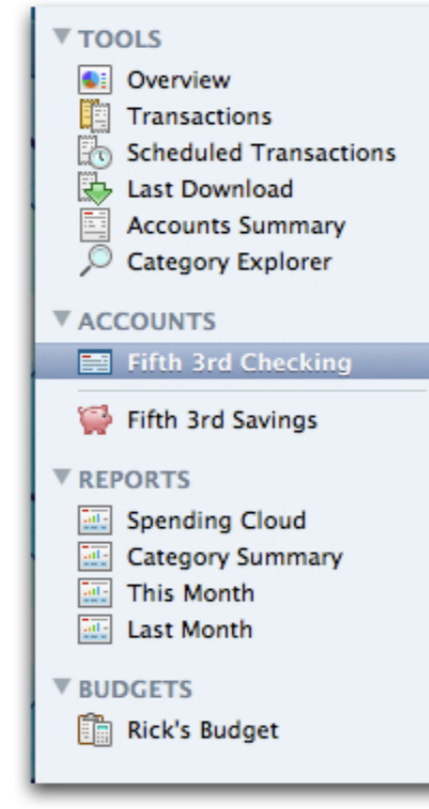 TOOLS
Overview
Transactions
Scheduled Transactions
Last Download
Accounts Summary
Category Explorer
ACCOUNTS
Fifth 3rd Checking
Fifth 3rd Savings
REPORTS
Spending Cloud
Category Summary
This Month
Last Month
BUDGETS
Rick's Budget